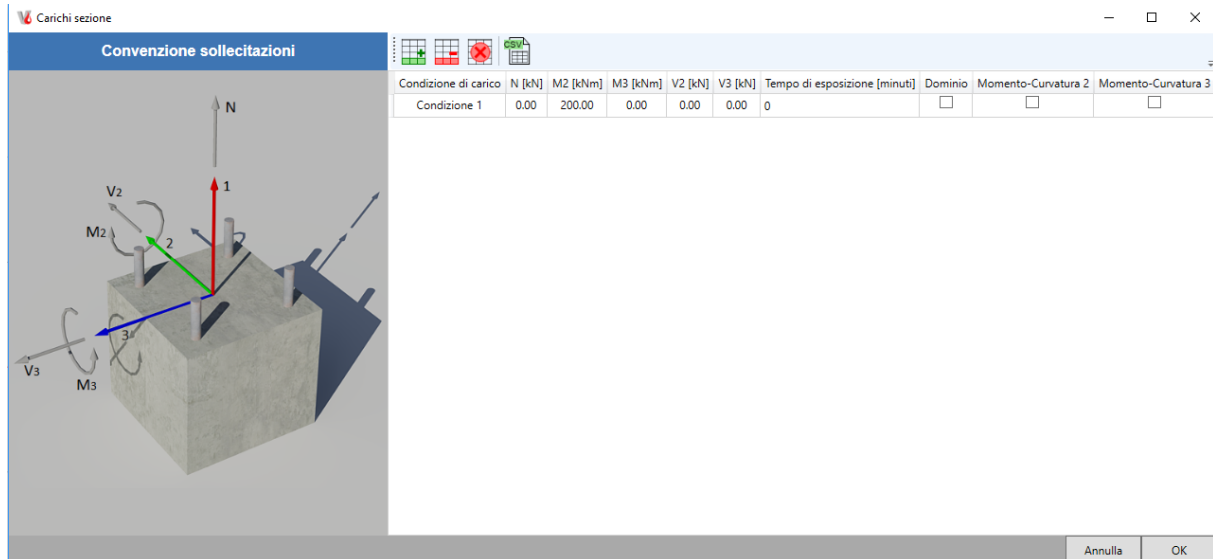 Carichi sezione
Convenzione sollecitazioni
CSV
Condizione di carico N [kN] M2 [kNm] M3 [kNm] V2 [kN] V3 [kN] Tempo di esposizione [minuti] Dominio Momento-Curvatura 2 Momento-Curvatura 3
Condizione 1 0.00 200.00 0.00 0.00 0.00 0
N
1
V2
M2
2
3
V3
M3
Annulla OK